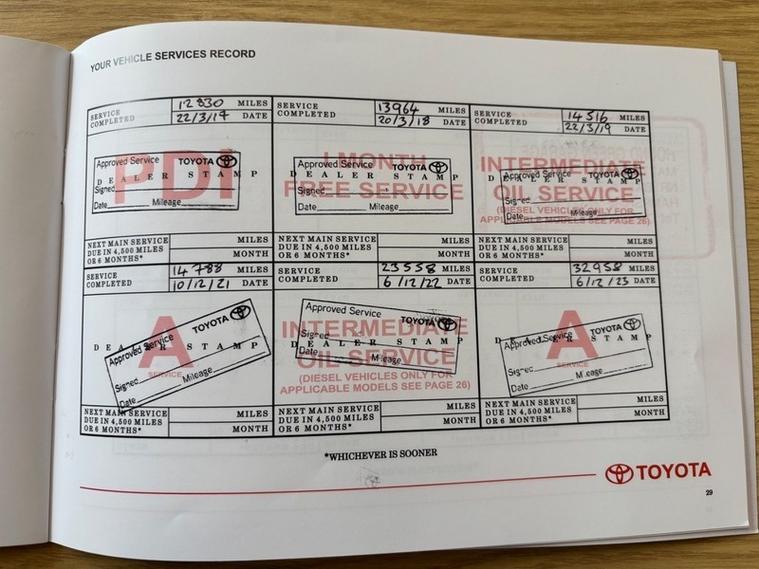 YOUR VEHICLE SERVICES RECORD
SERVICE COMPLETED 12830 MILES 22/3/17 DATE
PDI
Approved Service TOYOTA
DEALER STAMP
Signed
Date Mileage
NEXT MAIN SERVICE DUE IN 4,500 MILES OR 6 MONTHS* MILES MONTH
SERVICE COMPLETED 13964 MILES 20/3/18 DATE
1 MONTH
FREE SERVICE
Approved Service TOYOTA
DEALER STAMP
Signed
Date Mileage
NEXT MAIN SERVICE DUE IN 4,500 MILES OR 6 MONTHS* MILES MONTH
SERVICE COMPLETED 14516 MILES 22/3/19 DATE
INTERMEDIATE
OIL SERVICE
(DIESEL VEHICLES ONLY FOR
APPLICABLE MODELS SEE PAGE 26)
Approved Service TOYOTA
DEALER STAMP
Signed
Date Mileage
NEXT MAIN SERVICE DUE IN 4,500 MILES OR 6 MONTHS* MILES MONTH
SERVICE COMPLETED 14788 MILES 10/12/21 DATE
A
SERVICE
Approved Service TOYOTA
DEALER STAMP
Signed
Date Mileage
NEXT MAIN SERVICE DUE IN 4,500 MILES OR 6 MONTHS* MILES MONTH
SERVICE COMPLETED 23558 MILES 6/12/22 DATE
INTERMEDIATE
OIL SERVICE
(DIESEL VEHICLES ONLY FOR
APPLICABLE MODELS SEE PAGE 26)
Approved Service TOYOTA
DEALER STAMP
Signed
Date Mileage
NEXT MAIN SERVICE DUE IN 4,500 MILES OR 6 MONTHS* MILES MONTH
SERVICE COMPLETED 32958 MILES 6/12/23 DATE
A
SERVICE
Approved Service TOYOTA
DEALER STAMP
Signed
Date Mileage
NEXT MAIN SERVICE DUE IN 4,500 MILES OR 6 MONTHS* MILES MONTH
*WHICHEVER IS SOONER
TOYOTA
29